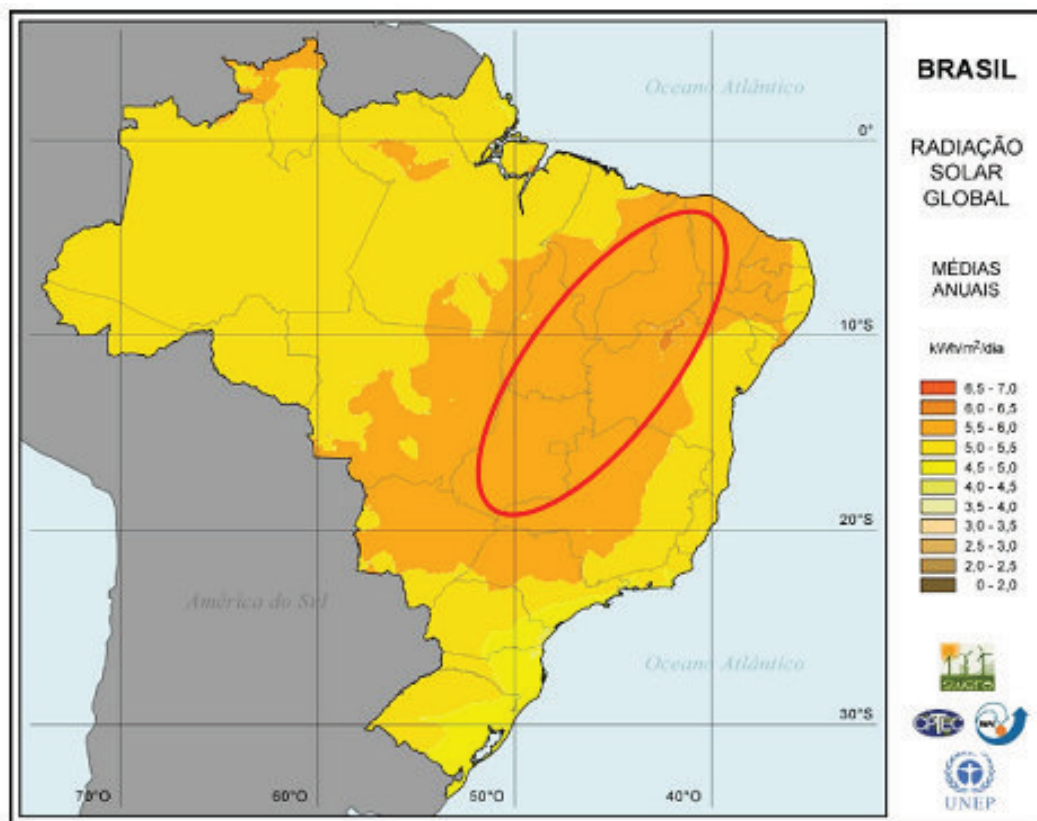 Oceano Atlântico
0°
10°S
20°S
América do Sul
Oceano Atlântico
30°S
70°O
60°O
50°O
40°O
BRASIL
RADIAÇÃO
SOLAR
GLOBAL
MÉDIAS
ANUAIS
kWh/m²/dia
6,5 - 7,0
6,0 - 6,5
5,5 - 6,0
5,0 - 5,5
4,5 - 5,0
4,0 - 4,5
3,5 - 4,0
3,0 - 3,5
2,5 - 3,0
2,0 - 2,5
0 - 2,0
CPTEC
UNEP